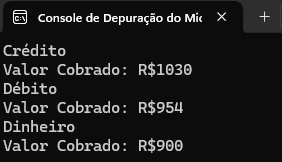 Console de Depuração do Mic
Crédito
Valor Cobrado: R$1030
Débito
Valor Cobrado: R$954
Dinheiro
Valor Cobrado: R$900